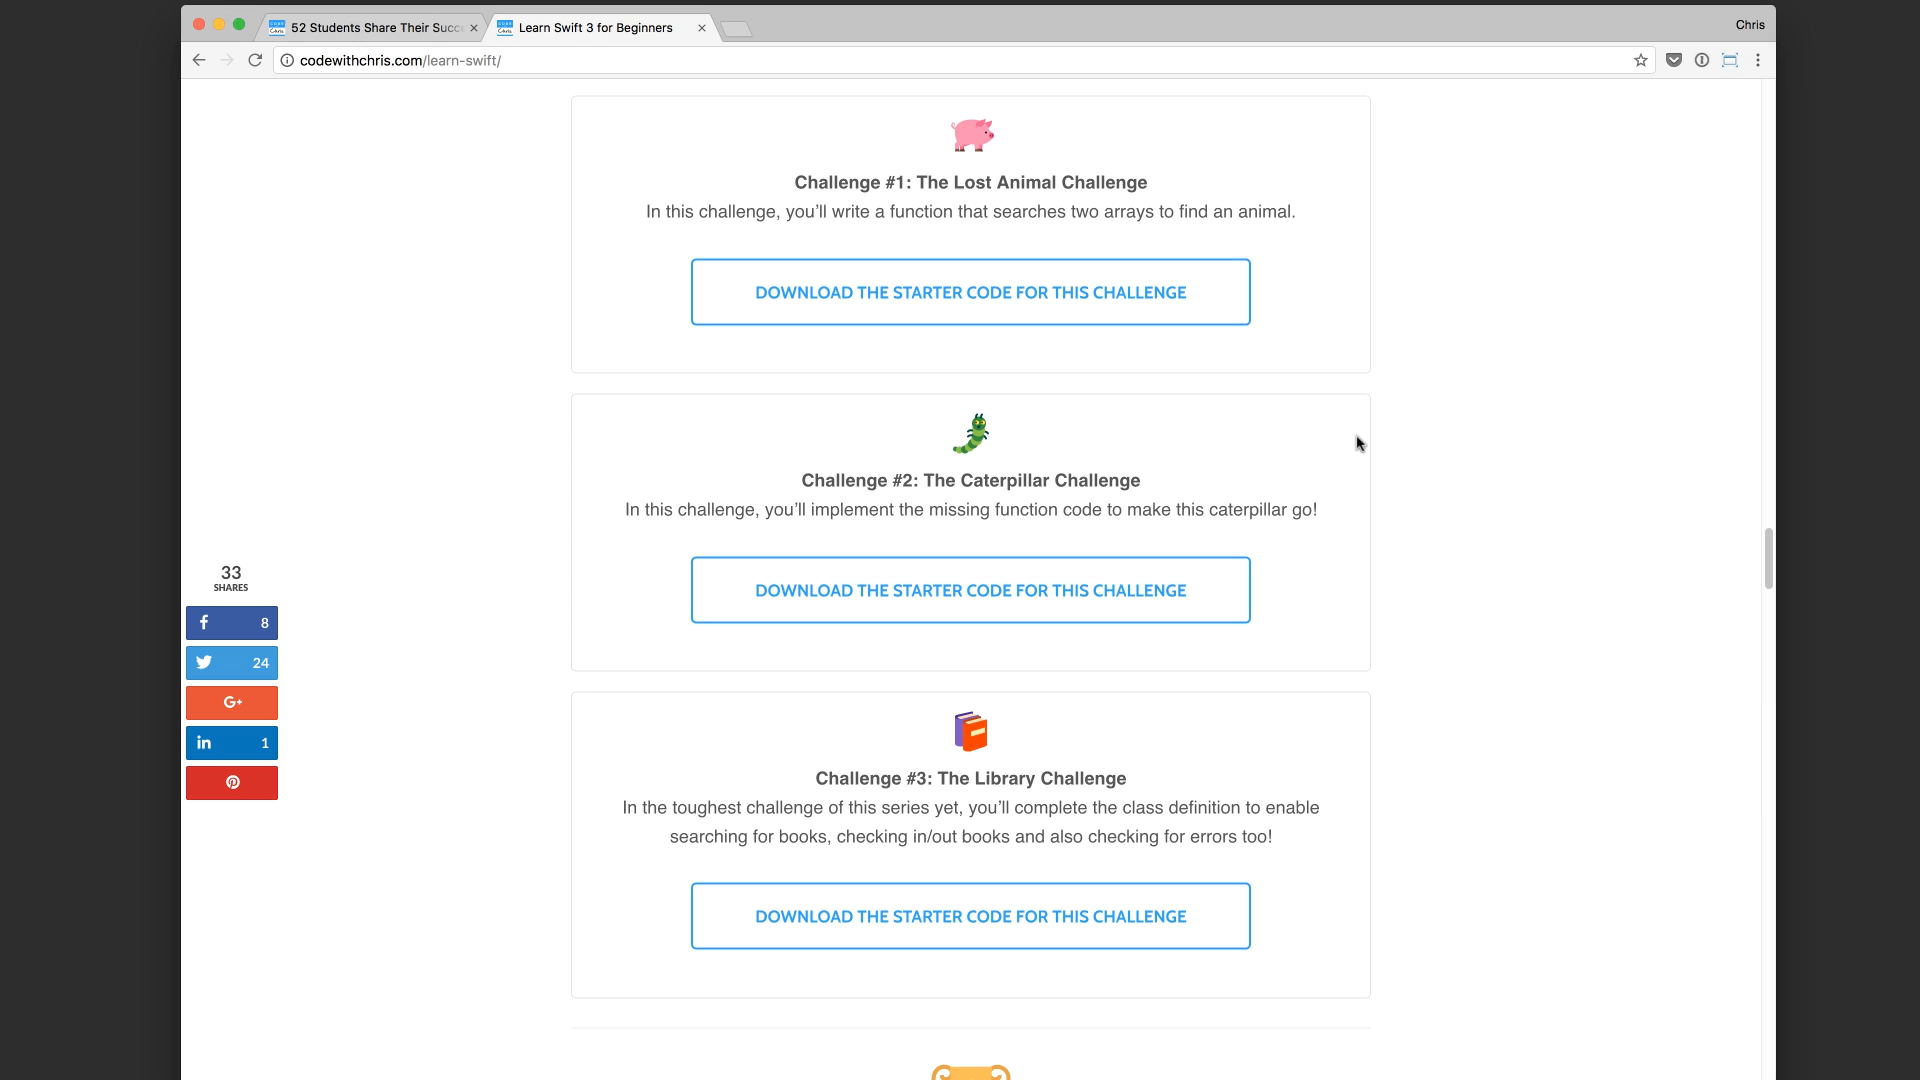 52 Students Share Their Succ
Learn Swift 3 for Beginners
Chris
codewithchris.com/learn-swift/
Challenge #1: The Lost Animal Challenge
In this challenge, you’ll write a function that searches two arrays to find an animal.
DOWNLOAD THE STARTER CODE FOR THIS CHALLENGE
Challenge #2: The Caterpillar Challenge
In this challenge, you’ll implement the missing function code to make this caterpillar go!
DOWNLOAD THE STARTER CODE FOR THIS CHALLENGE
33
SHARES
8
24
G+
in 1
Challenge #3: The Library Challenge
In the toughest challenge of this series yet, you’ll complete the class definition to enable
searching for books, checking in/out books and also checking for errors too!
DOWNLOAD THE STARTER CODE FOR THIS CHALLENGE